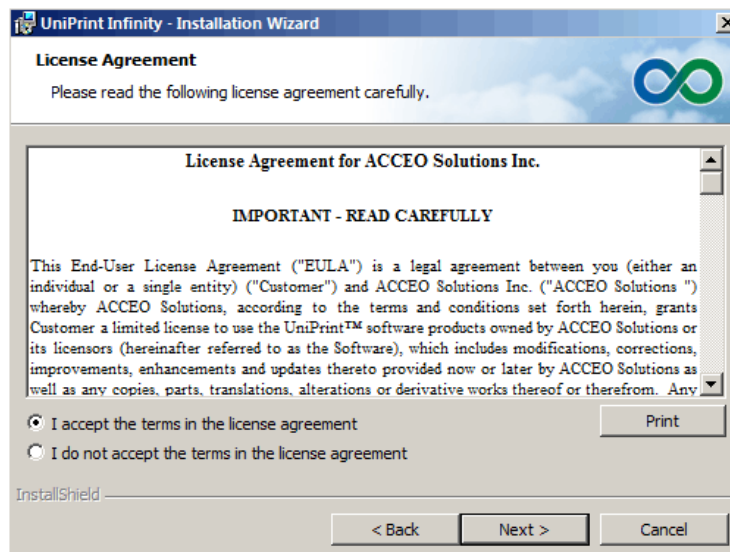 UniPrint Infinity - Installation Wizard
License Agreement
Please read the following license agreement carefully.
License Agreement for ACCEO Solutions Inc.
IMPORTANT - READ CAREFULLY
This End-User License Agreement ("EULA") is a legal agreement between you (either an
individual or a single entity) ("Customer") and ACCEO Solutions Inc. ("ACCEO Solutions ")
whereby ACCEO Solutions, according to the terms and conditions set forth herein, grants
Customer a limited license to use the UniPrint™ software products owned by ACCEO Solutions or
its licensors (hereinafter referred to as the Software), which includes modifications, corrections,
improvements, enhancements and updates thereto provided now or later by ACCEO Solutions as
well as any copies, parts, translations, alterations or derivative works thereof or therefrom. Any
I accept the terms in the license agreement
Print
I do not accept the terms in the license agreement
InstallShield
< Back
Next >
Cancel